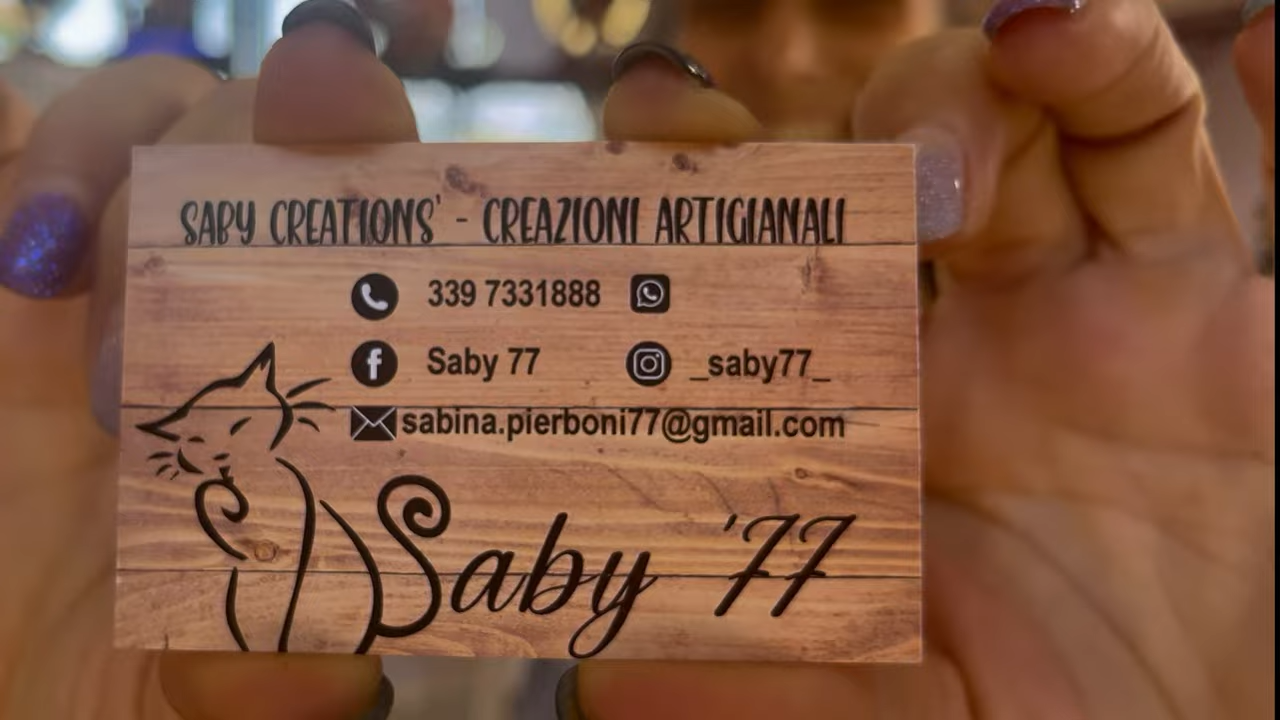 SABY CREATIONS' - CREAZIONI ARTIGIANALI
339 7331888
Saby 77 _saby77_
sabina.pierboni77@gmail.com
Saby '77